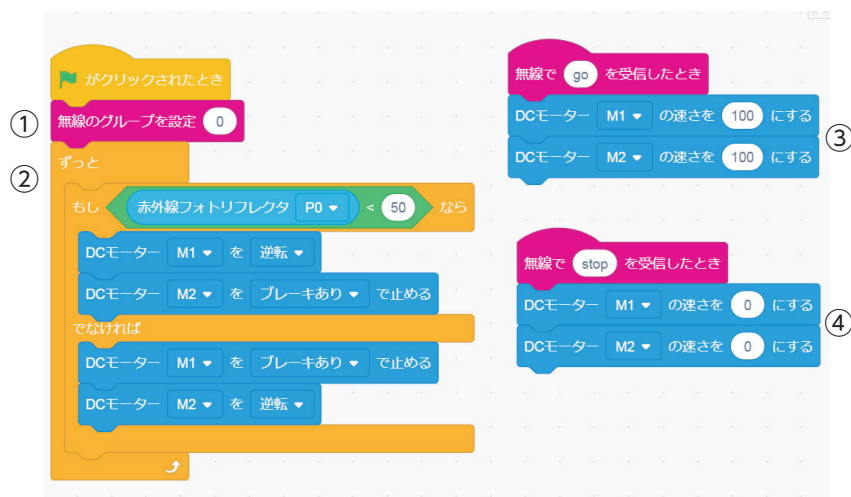 がクリックされたとき
① 無線のグループを設定 0
② ずっと
もし 赤外線フォトリフレクタ P0 < 50 なら
DCモーター M1 を 逆転
DCモーター M2 を ブレーキあり で止める
でなければ
DCモーター M1 を ブレーキあり で止める
DCモーター M2 を 逆転
無線で go を受信したとき
DCモーター M1 の速さを 100 にする
③
DCモーター M2 の速さを 100 にする
無線で stop を受信したとき
DCモーター M1 の速さを 0 にする
④
DCモーター M2 の速さを 0 にする